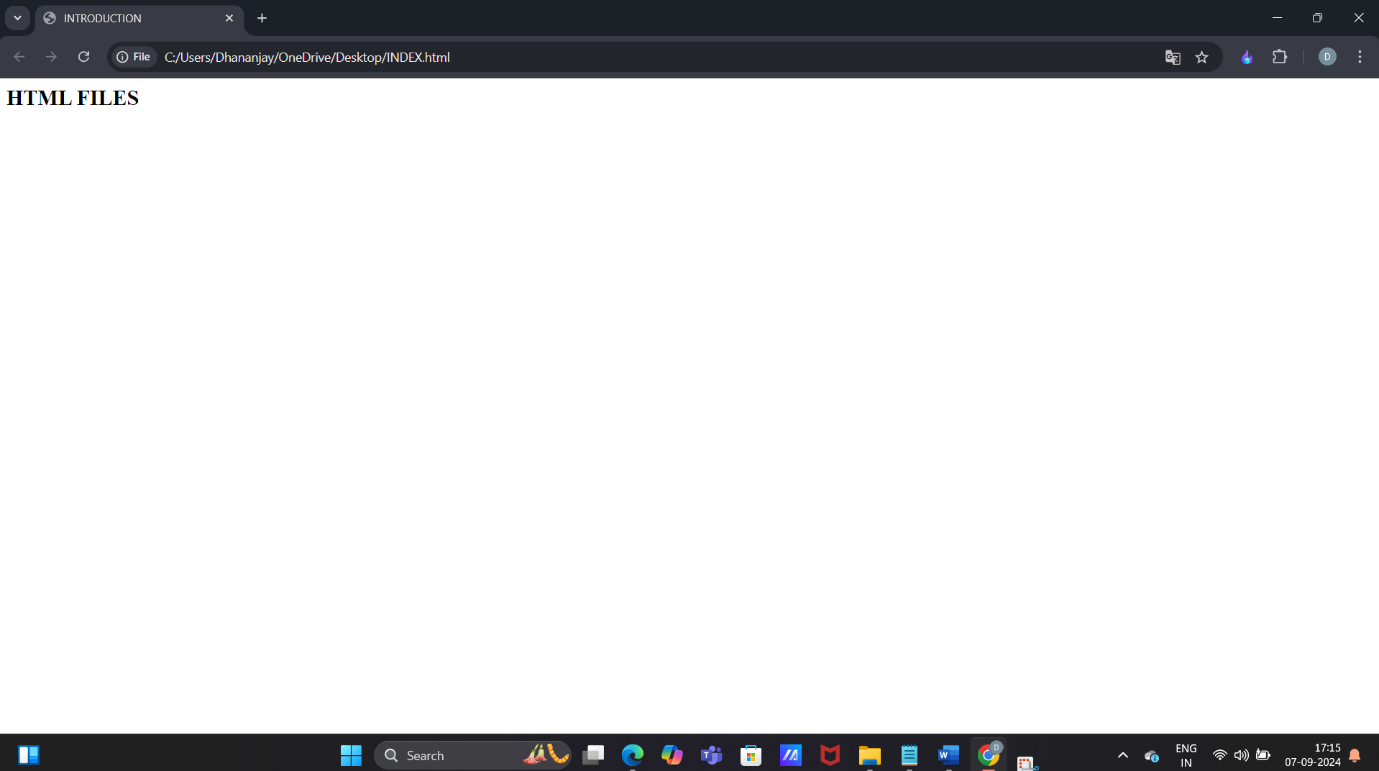 INTRODUCTION
File C:/Users/Dhananjay/OneDrive/Desktop/INDEX.html
D
HTML FILES
Search
D
ENG
IN
17:15
07-09-2024